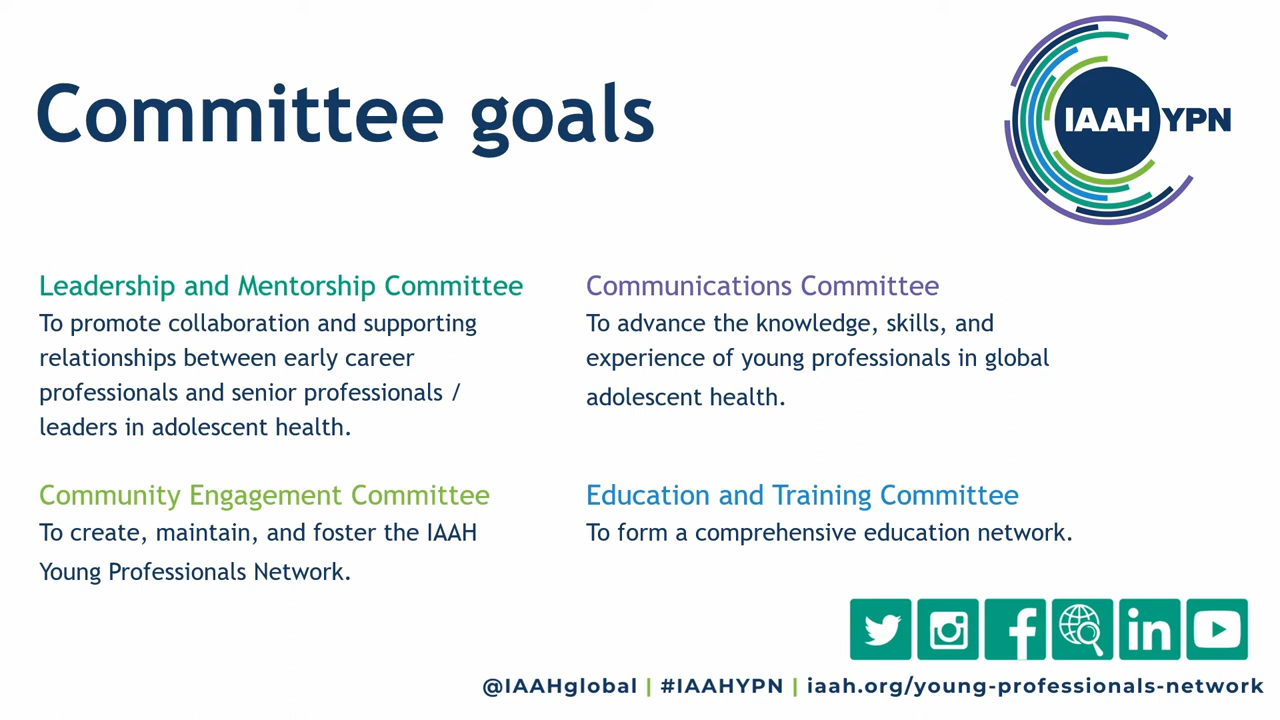 Committee goals
IAAH YPN
Leadership and Mentorship Committee
To promote collaboration and supporting
relationships between early career
professionals and senior professionals /
leaders in adolescent health.
Communications Committee
To advance the knowledge, skills, and
experience of young professionals in global
adolescent health.
Community Engagement Committee
To create, maintain, and foster the IAAH
Young Professionals Network.
Education and Training Committee
To form a comprehensive education network.
@IAAHglobal | #IAAHYPN | iaah.org/young-professionals-network